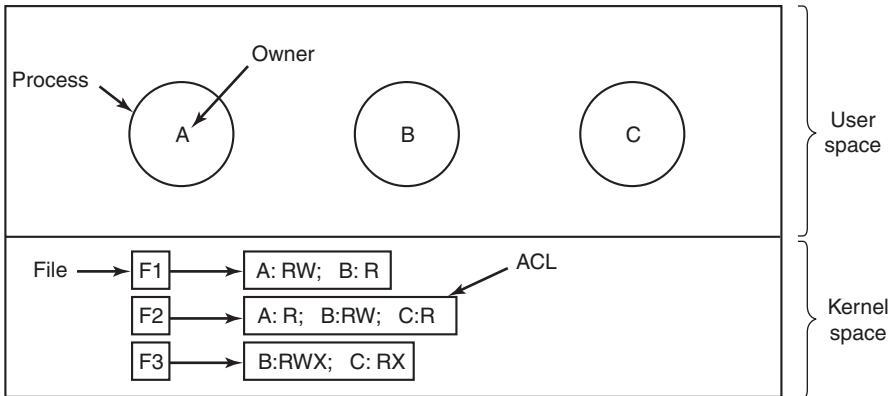 Owner
Process
A
B
C
User
space
File
F1
A: RW; B: R
ACL
F2
A: R; B:RW; C:R
F3
B:RWX; C: RX
Kernel
space